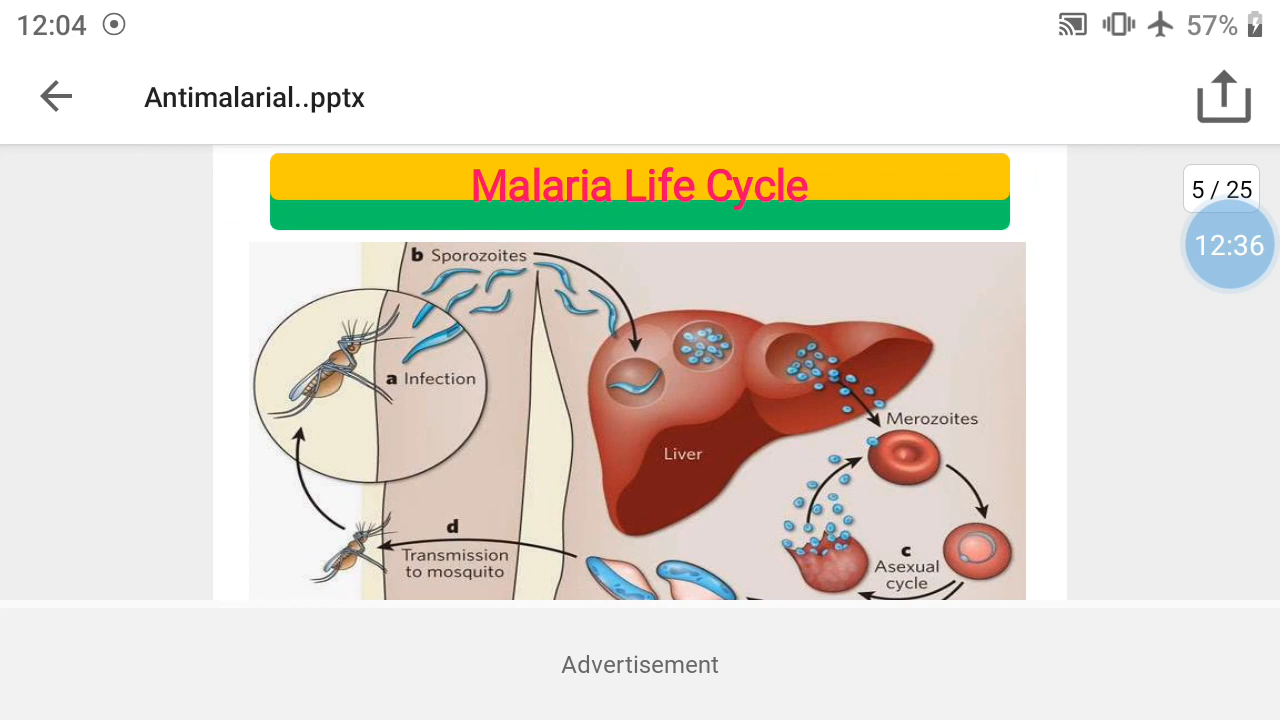 12:04
57%
Antimalarial..pptx
Malaria Life Cycle
5 / 25
12:36
b Sporozoites
a Infection
Merozoites
Liver
d
Transmission
to mosquito
c
Asexual
cycle
Advertisement